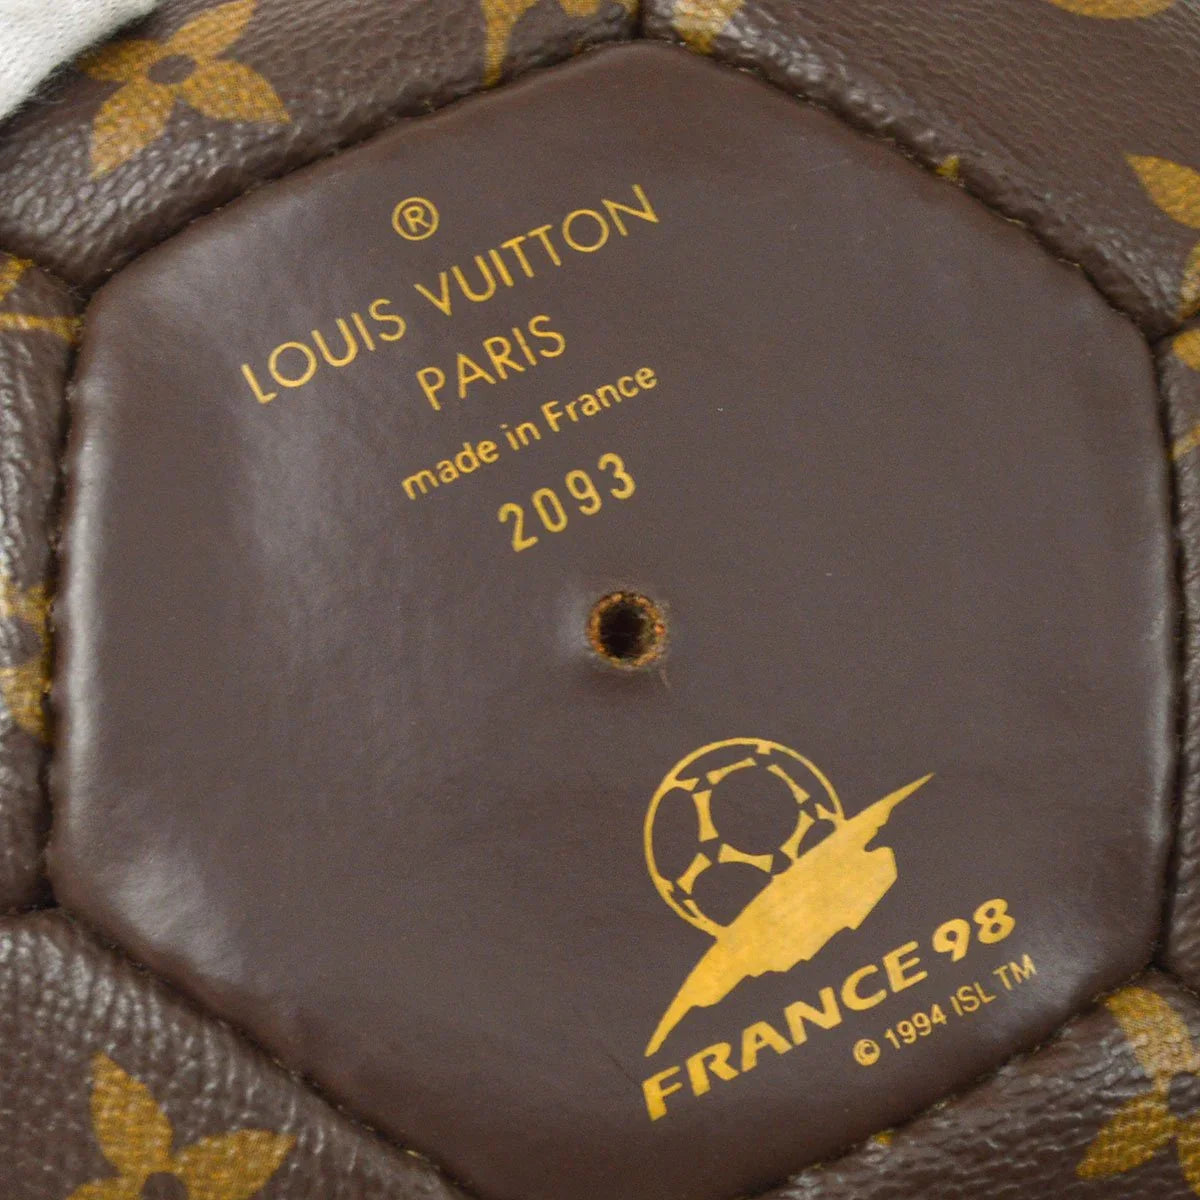 ®
LOUIS VUITTON
PARIS
made in France
2093
FRANCE 98
© 1994 ISL TM